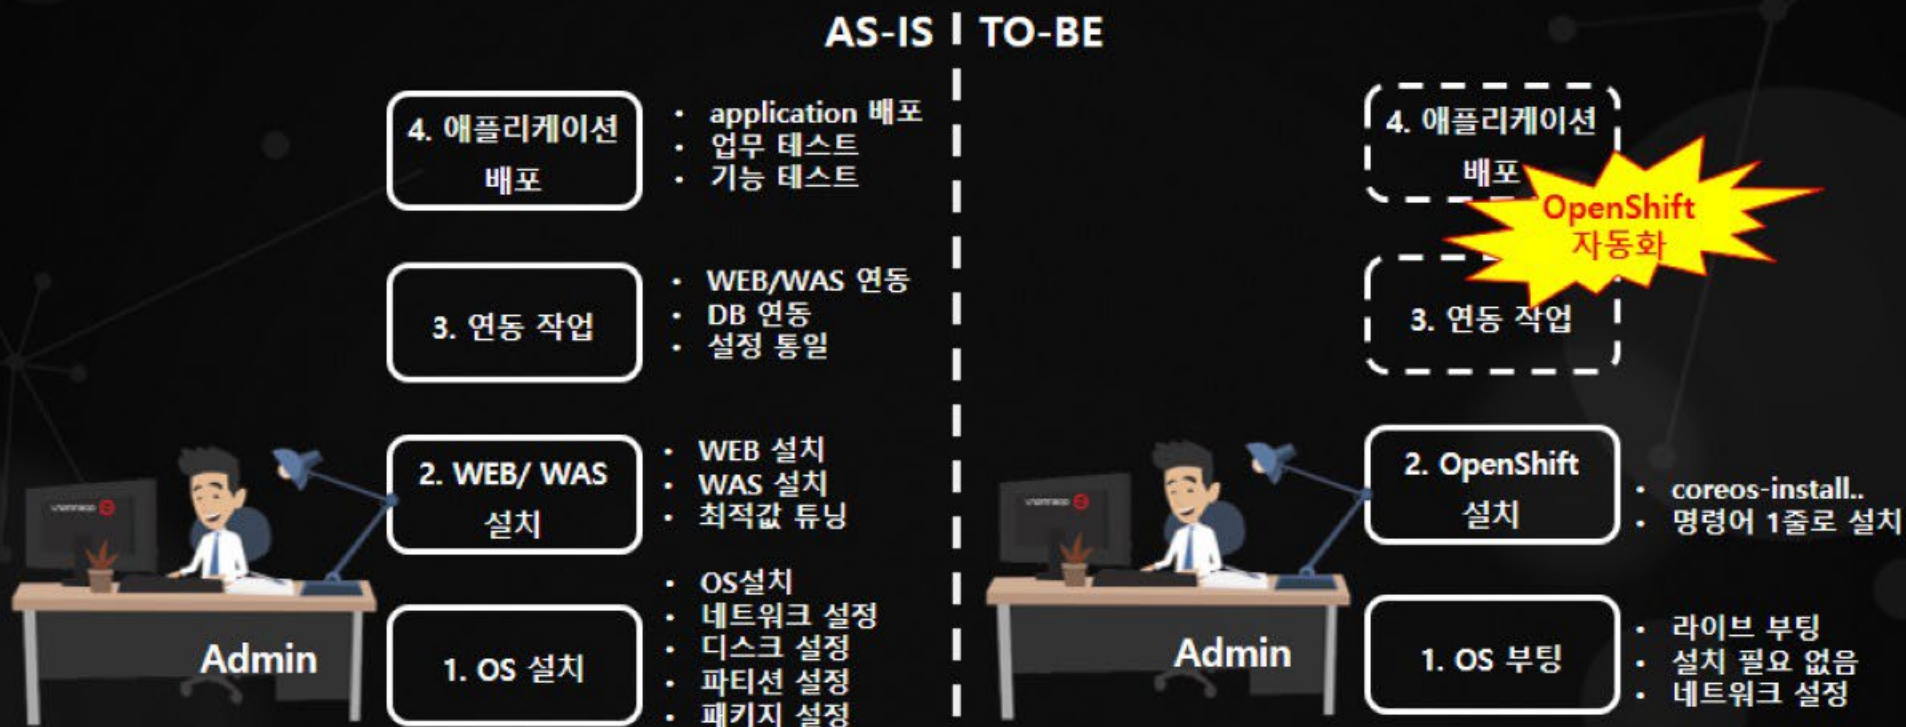 AS-IS
TO-BE
4. 애플리케이션
배포
• application 배포
• 업무 테스트
• 기능 테스트
3. 연동 작업
• WEB/WAS 연동
• DB 연동
• 설정 통일
2. WEB/ WAS
설치
• WEB 설치
• WAS 설치
• 최적값 튜닝
1. OS 설치
• OS설치
• 네트워크 설정
• 디스크 설정
• 파티션 설정
• 패키지 설정
Admin
4. 애플리케이션
배포
OpenShift
자동화
3. 연동 작업
2. OpenShift
설치
• coreos-install..
• 명령어 1줄로 설치
1. OS 부팅
• 라이브 부팅
• 설치 필요 없음
• 네트워크 설정
Admin